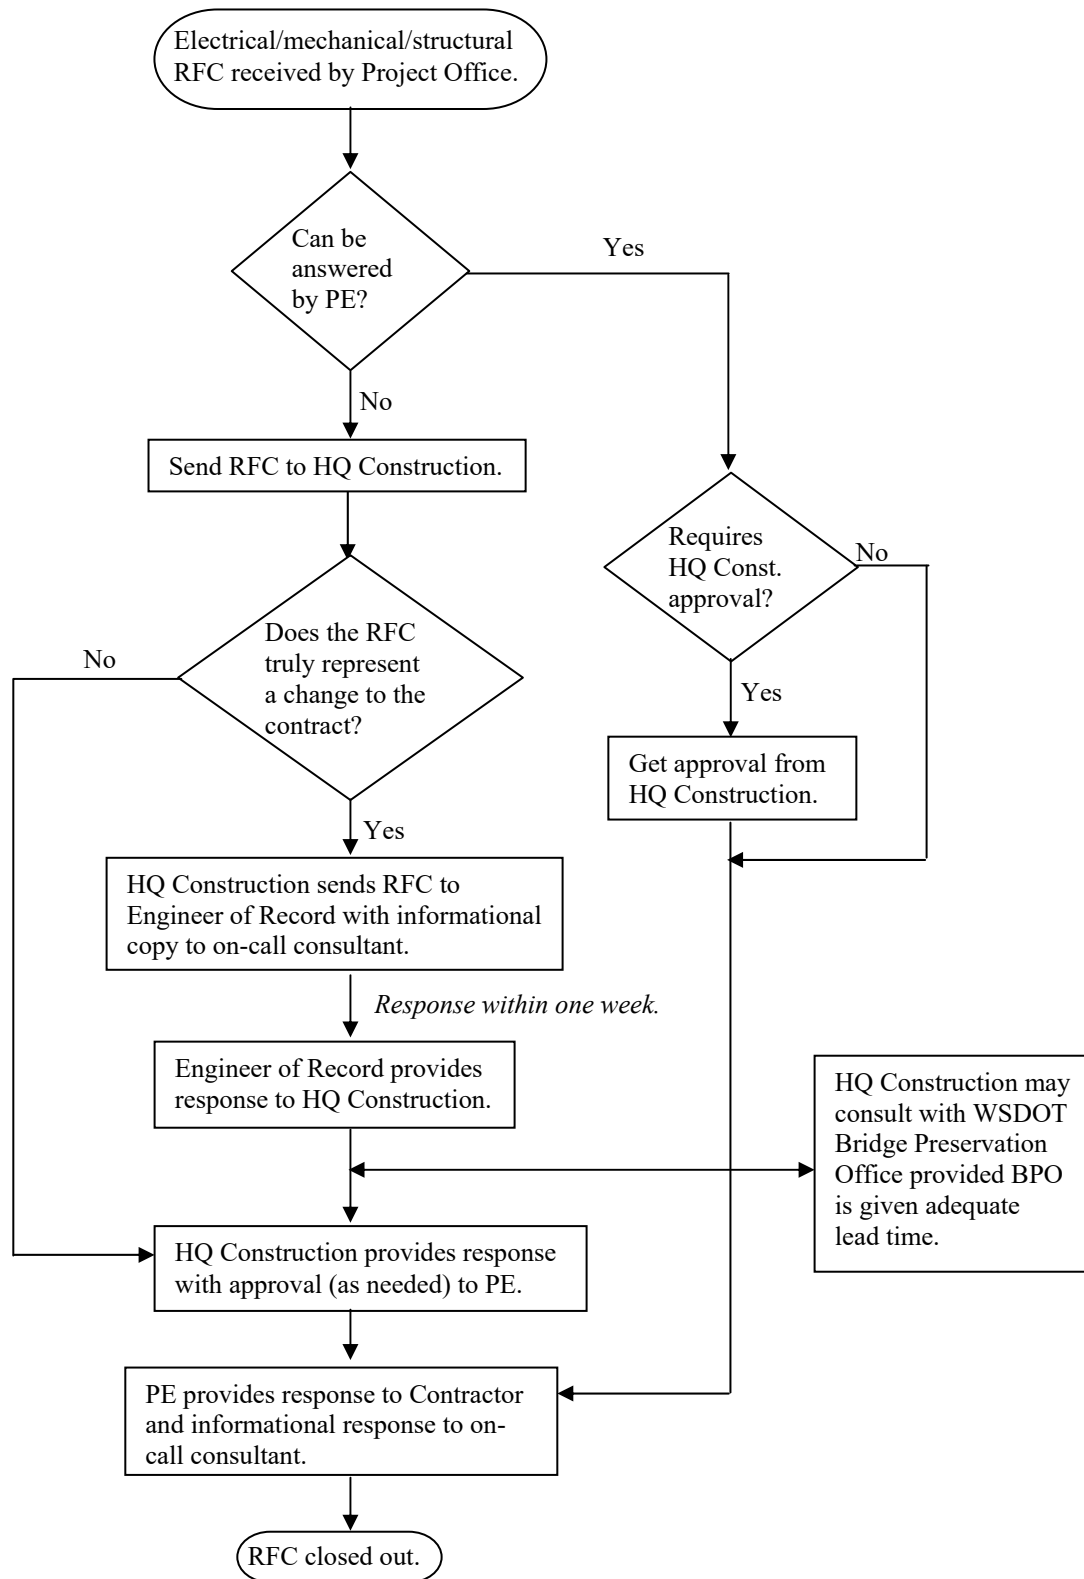 Electrical/mechanical/structural
RFC received by Project Office.
Can be
answered
by PE?
Yes
No
Send RFC to HQ Construction.
Requires
HQ Const.
approval?
No
Does the RFC
truly represent
a change to the
contract?
No
Yes
Get approval from
HQ Construction.
Yes
HQ Construction sends RFC to
Engineer of Record with informational
copy to on-call consultant.
Response within one week.
Engineer of Record provides
response to HQ Construction.
HQ Construction may
consult with WSDOT
Bridge Preservation
Office provided BPO
is given adequate
lead time.
HQ Construction provides response
with approval (as needed) to PE.
PE provides response to Contractor
and informational response to on-
call consultant.
RFC closed out.